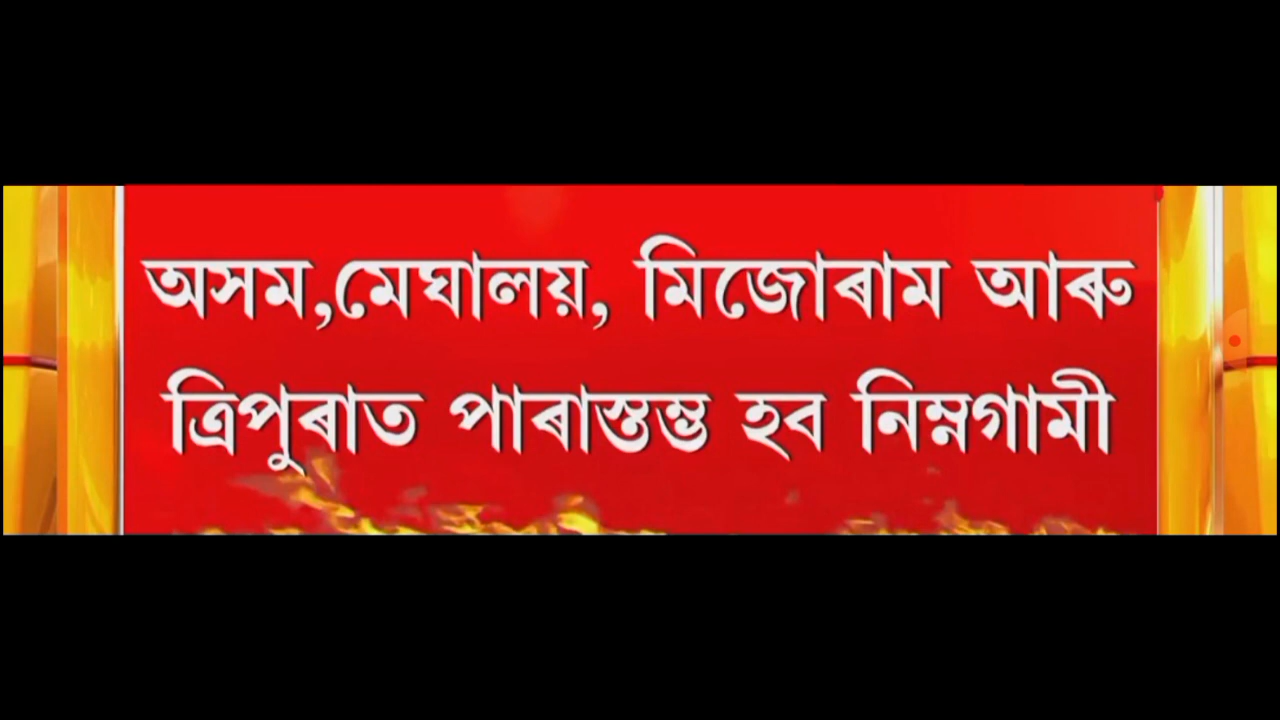 অসম,মেঘালয়, মিজোৰাম আৰু
ত্ৰিপুৰাত পাৰাস্তম্ভ হব নিম্নগামী